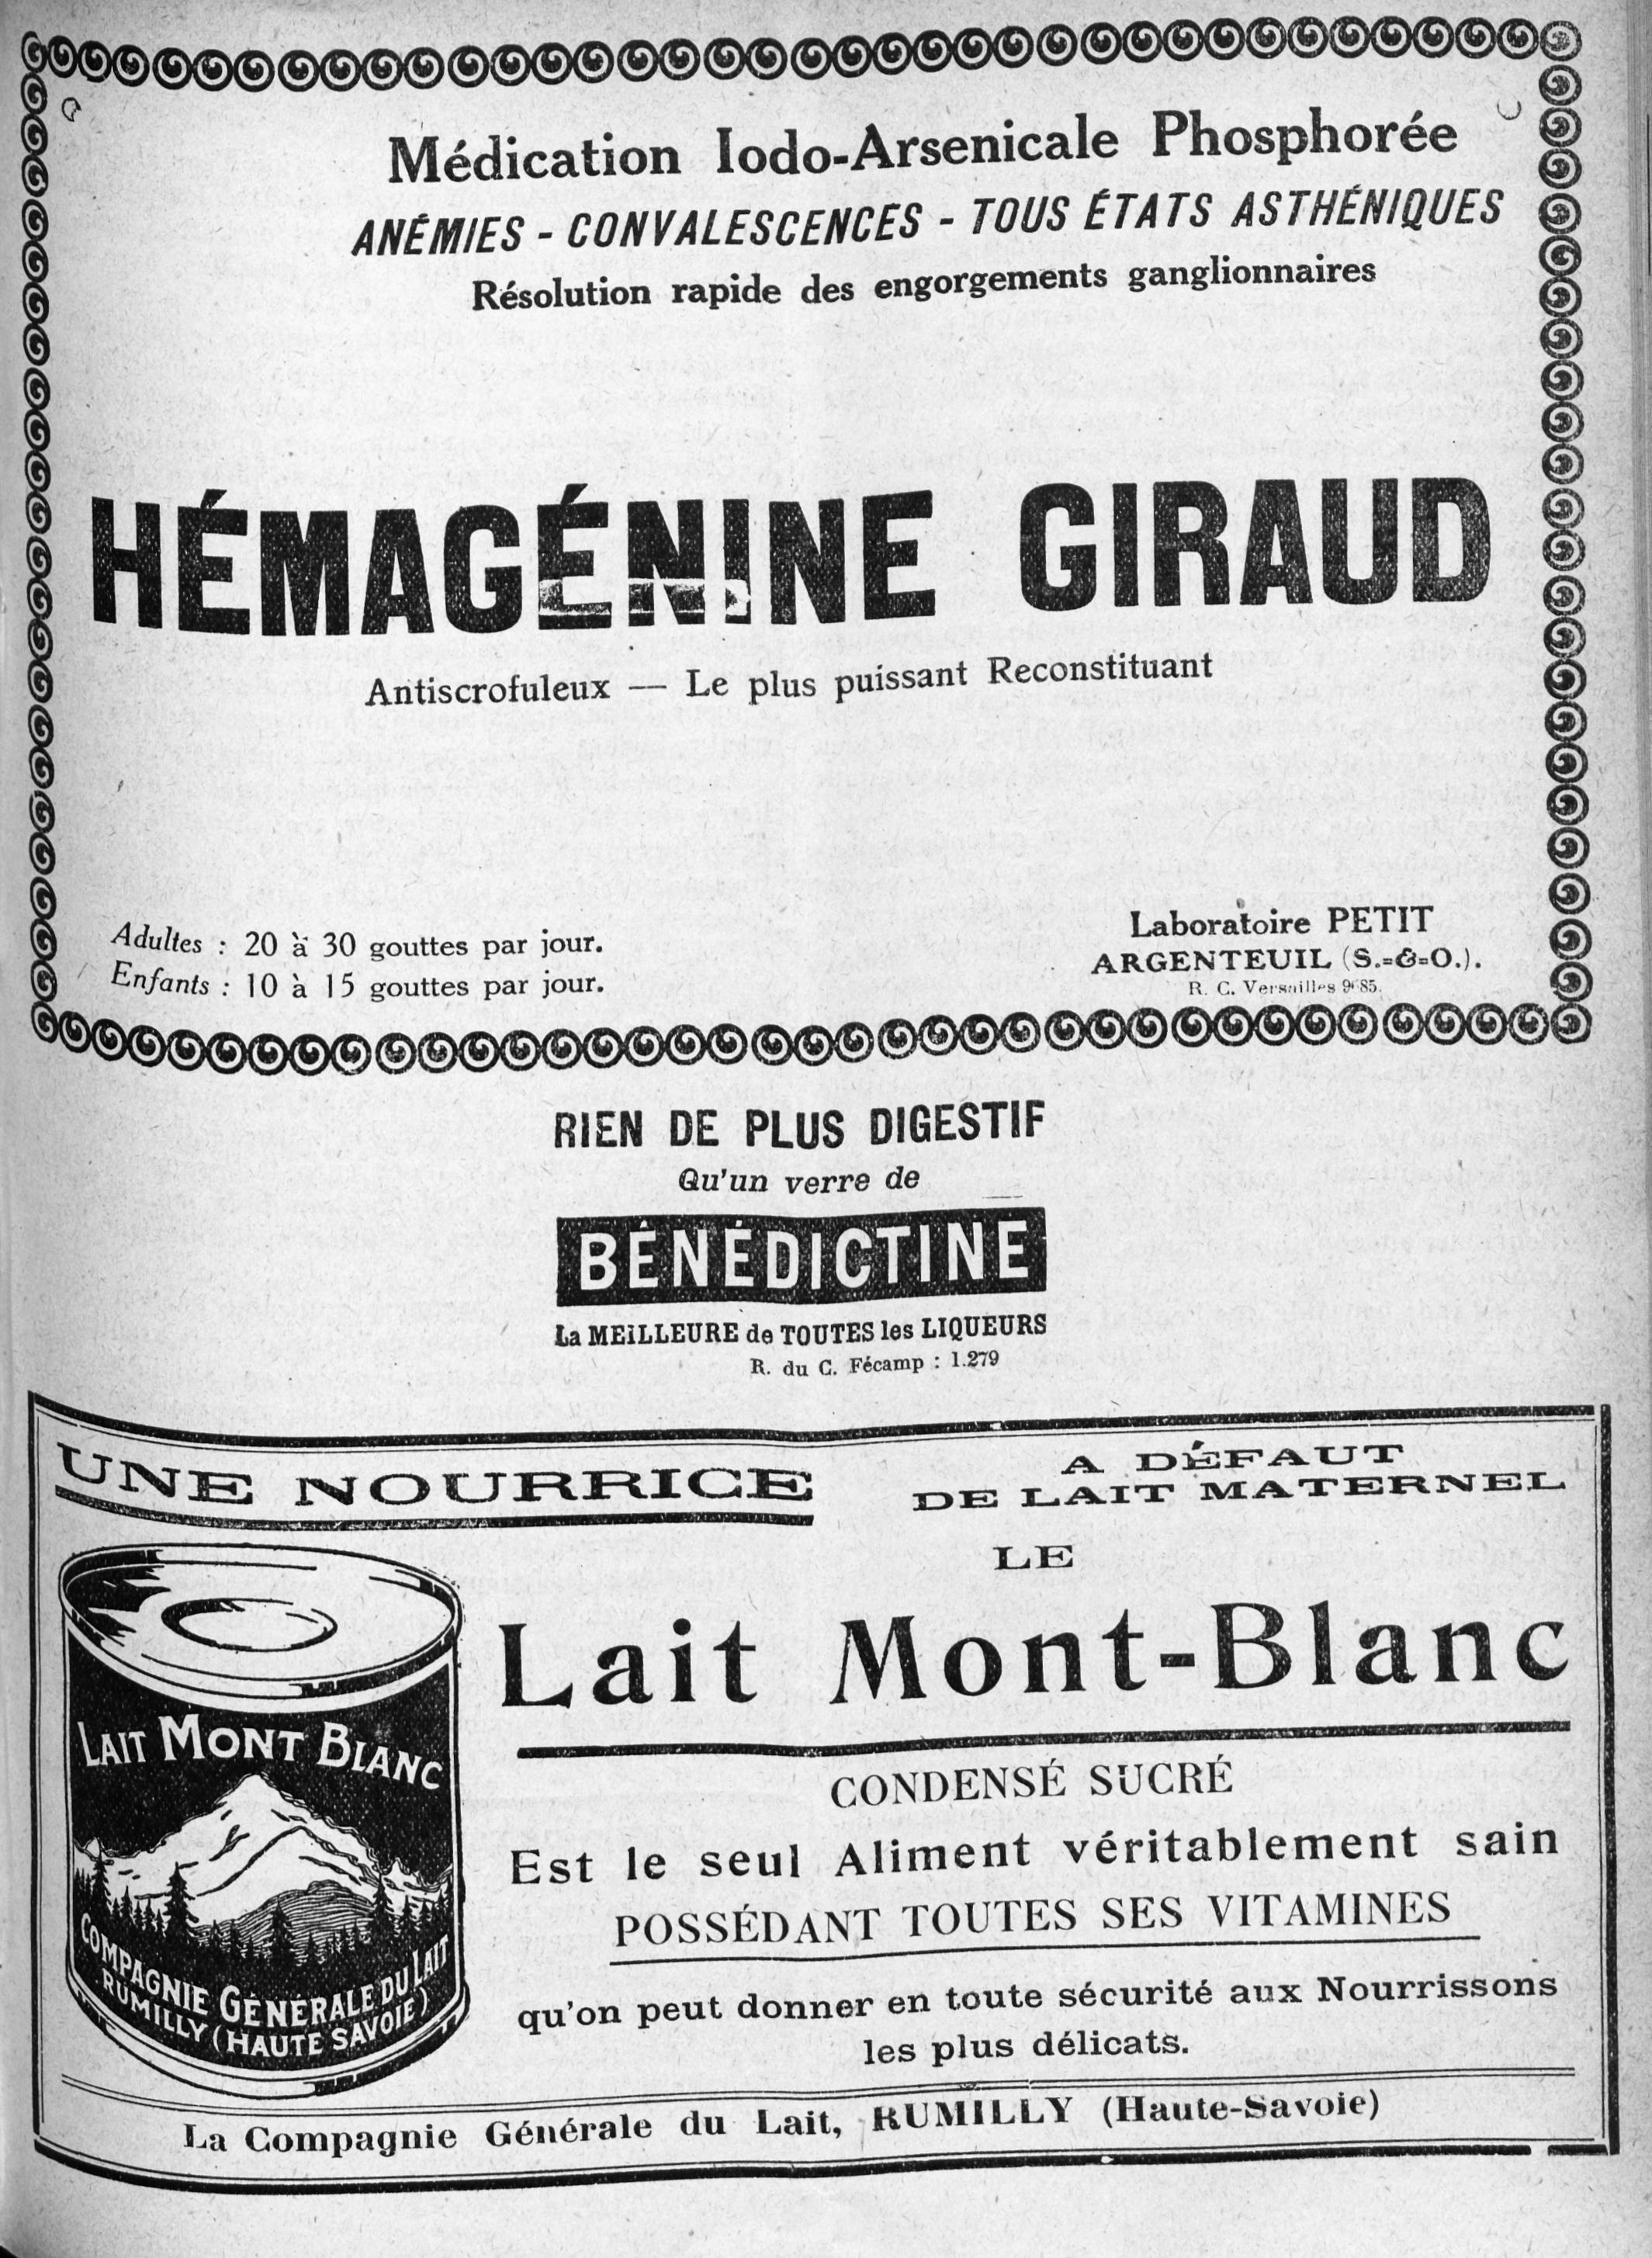 Médication Iodo-Arsenicale Phosphorée
ANÉMIES - CONVALESCENCES - TOUS ÉTATS ASTHÉNIQUES
Résolution rapide des engorgements ganglionnaires
HÉMAGÉNINE GIRAUD
Antiscrofuleux — Le plus puissant Reconstituant
Adultes : 20 à 30 gouttes par jour.
Enfants : 10 à 15 gouttes par jour.
Laboratoire PETIT
ARGENTEUIL (S.=&=O.).
R. C. Versailles
RIEN DE PLUS DIGESTIF
Qu'un verre de
BÉNÉDICTINE
La MEILLEURE de TOUTES les LIQUEURS
R. du C. Fécamp : 1.279
UNE NOURRICE
A DÉFAUT
DE LAIT MATERNEL
LE
Lait Mont-Blanc
CONDENSÉ SUCRÉ
Est le seul Aliment véritablement sain
POSSÉDANT TOUTES SES VITAMINES
qu'on peut donner en toute sécurité aux Nourrissons
les plus délicats.
LAIT MONT BLANC
COMPAGNIE GÉNÉRALE DU LAIT
RUMILLY (HAUTE SAVOIE)
La Compagnie Générale du Lait, RUMILLY (Haute-Savoie)